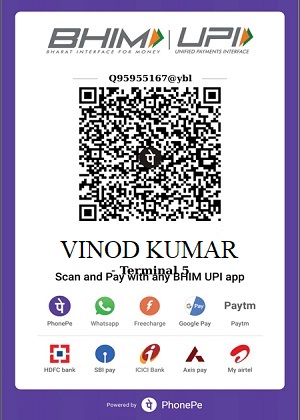 BHIM UPI
BHARAT INTERFACE FOR MONEY UNIFIED PAYMENTS INTERFACE
Q95955167@ybl
VINOD KUMAR
- Terminal 5
Scan and Pay with any BHIM UPI app
PhonePe Whatsapp Freecharge Google Pay Paytm
HDFC bank SBI pay ICICI Bank Axis pay My airtel
Powered by PhonePe